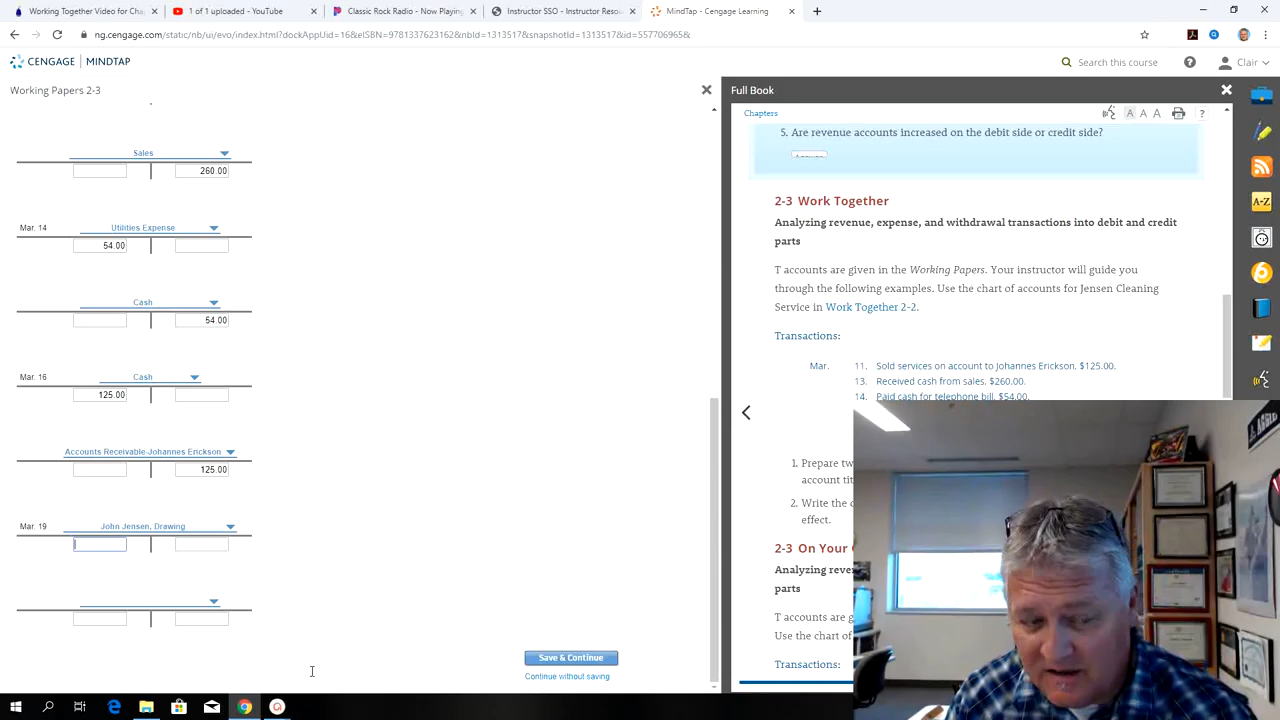 Working Together Video for Cha
1 of 1 uploaded - YouTube
Classic Rock Radio - Now Playing
Instructor SSO - Instructor Resou
MindTap - Cengage Learning
ng.cengage.com/static/nb/ui/evo/index.html?dockAppUid=16&eISBN=9781337623162&nbId=1313517&snapshotId=1313517&id=557706965&
CENGAGE | MINDTAP
Search this course
Clair
Working Papers 2-3
Sales
260.00
Mar. 14
Utilities Expense
54.00
Cash
54.00
Mar. 16
Cash
125.00
Accounts Receivable-Johannes Erickson
125.00
Mar. 19
John Jensen, Drawing
Save & Continue
Continue without saving
Full Book
Chapters
A A A
?
5. Are revenue accounts increased on the debit side or credit side?
Answer
2-3 Work Together
Analyzing revenue, expense, and withdrawal transactions into debit and credit
parts
T accounts are given in the Working Papers. Your instructor will guide you
through the following examples. Use the chart of accounts for Jensen Cleaning
Service in Work Together 2-2.
Transactions:
Mar. 11. Sold services on account to Johannes Erickson. $125.00.
13. Received cash from sales. $260.00.
14. Paid cash for telephone bill. $54.00.
1. Prepare tw
account tit
2. Write the d
effect.
2-3 On Your
Analyzing reve
parts
T accounts are g
Use the chart of
Transactions:
A-Z